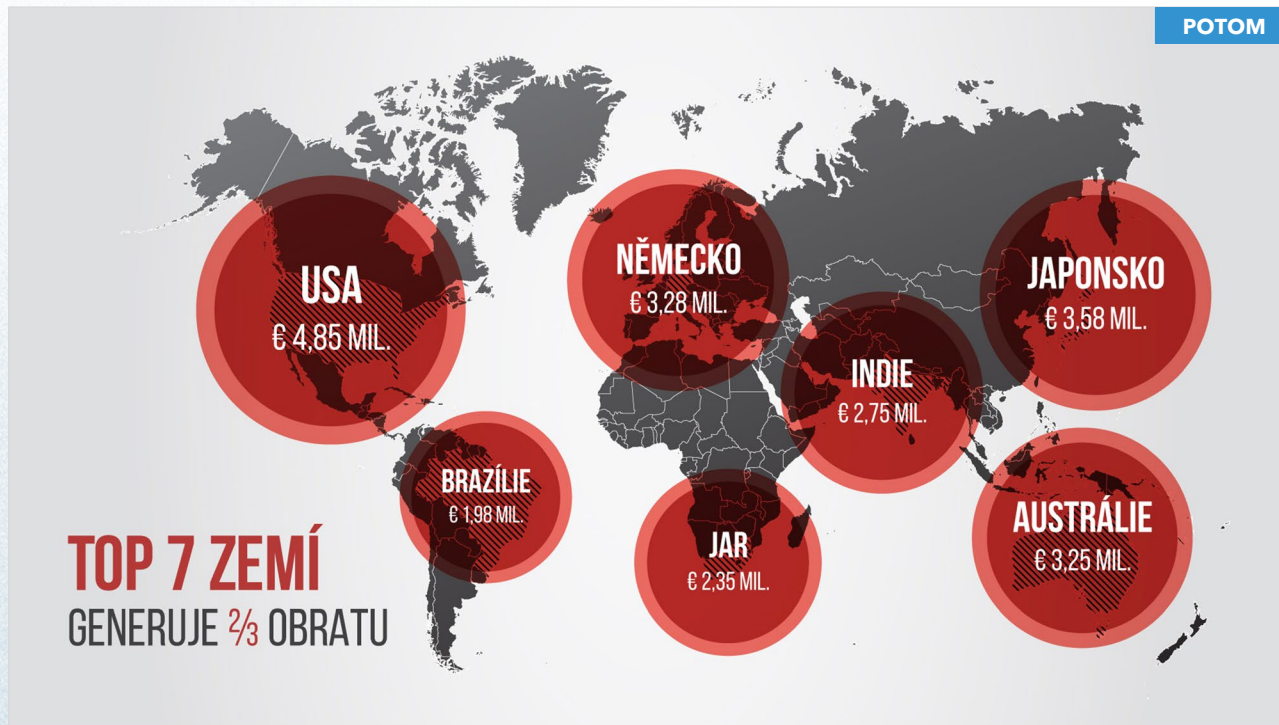 POTOM
USA
€ 4,85 MIL.
NĚMECKO
€ 3,28 MIL.
JAPONSKO
€ 3,58 MIL.
INDIE
€ 2,75 MIL.
BRAZÍLIE
€ 1,98 MIL.
JAR
€ 2,35 MIL.
AUSTRÁLIE
€ 3,25 MIL.
TOP 7 ZEMÍ
GENERUJE ⅔ OBRATU